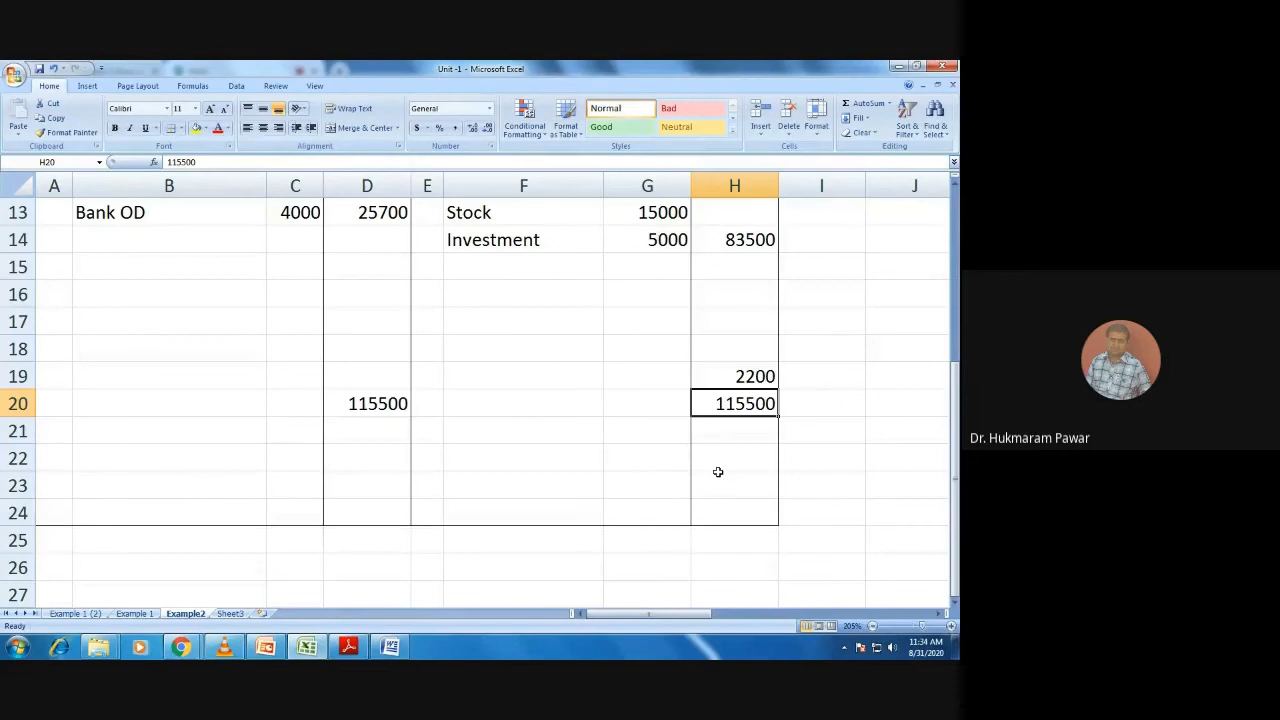 Unit -1 - Microsoft Excel
Home Insert Page Layout Formulas Data Review View
Cut
Copy
Format Painter
Paste
Clipboard
Calibri 11
B I U
Font
Wrap Text
Merge & Center
Alignment
General
$ % ,
Number
Conditional Formatting
Format as Table
Normal Bad
Good Neutral
Styles
Insert Delete Format
Cells
AutoSum
Fill
Clear
Sort & Filter
Find & Select
Editing
H20 fx 115500
A B C D E F G H I J
13 Bank OD 4000 25700 Stock 15000
14 Investment 5000 83500
15
16
17
18
19 2200
20 115500 115500
21
22
23
24
25
26
27
Example 1 (2) Example 1 Example2 Sheet3
Ready 205%
11:34 AM
8/31/2020
Dr. Hukmaram Pawar